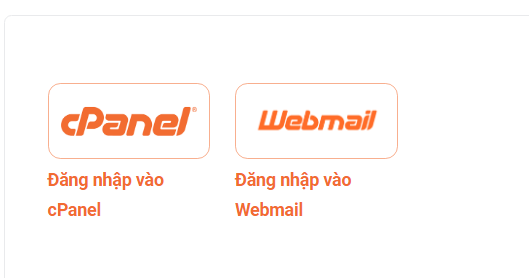 cPanel®
Webmail
Đăng nhập vào
cPanel
Đăng nhập vào
Webmail